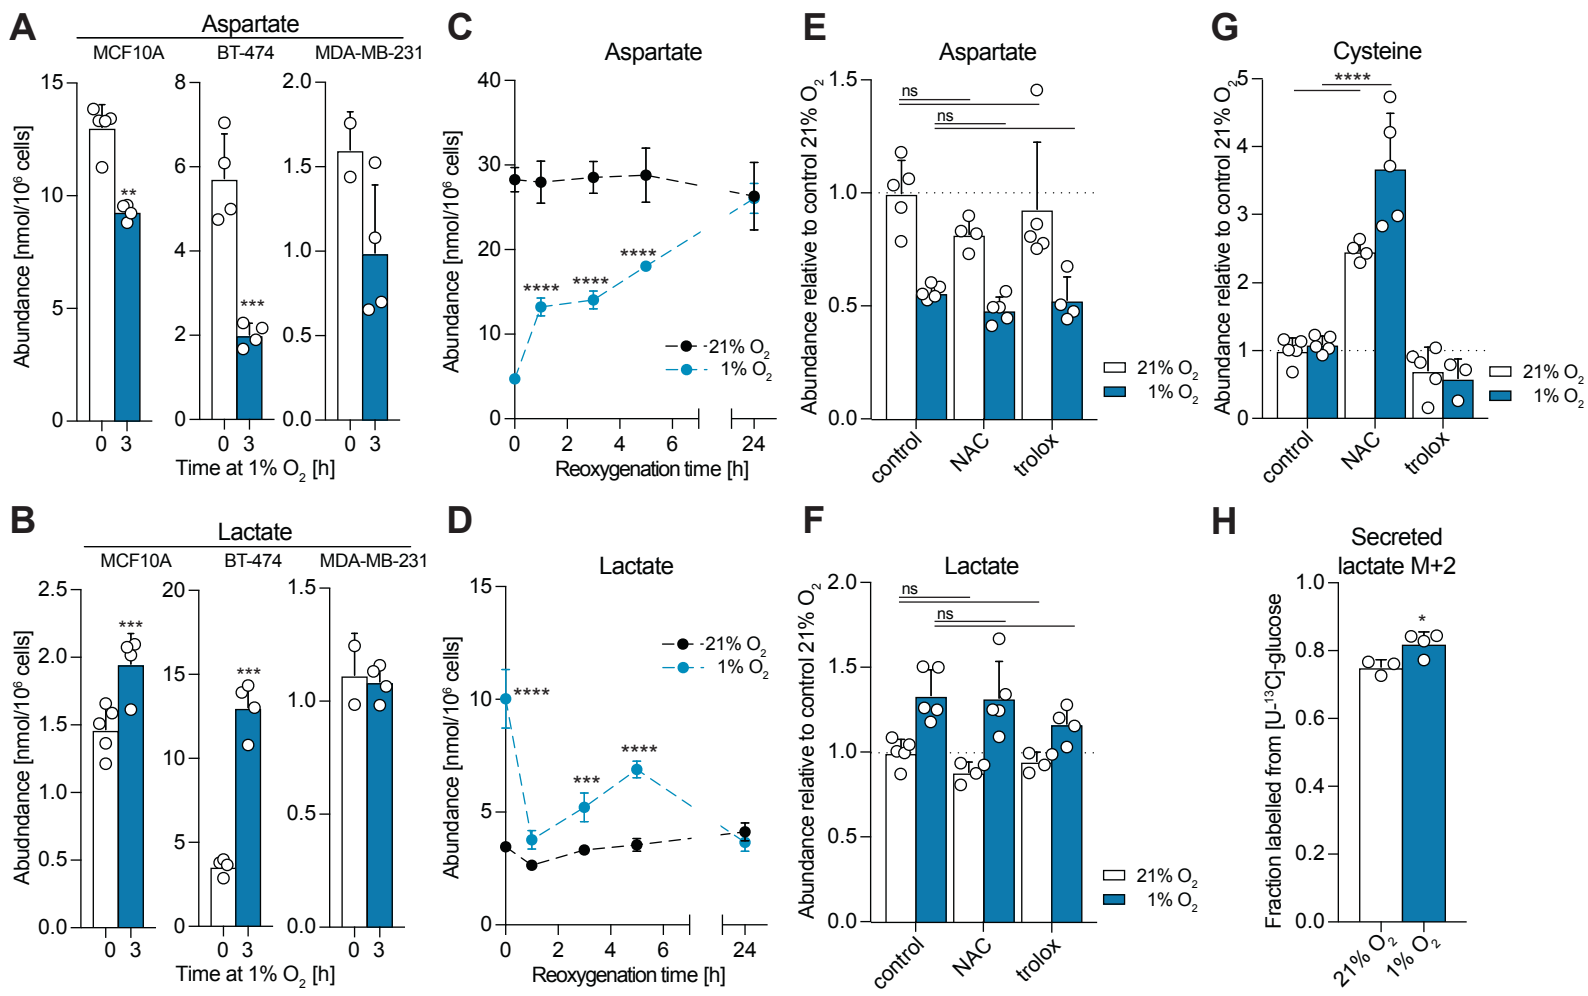 A
Aspartate
MCF10A BT-474 MDA-MB-231
Abundance [nmol/10⁶ cells]
15
10
5
0
**
0 3
8
6
4
2
0
***
0 3
2.0
1.5
1.0
0.5
0.0
0 3
Time at 1% O₂ [h]
B
Lactate
MCF10A BT-474 MDA-MB-231
Abundance [nmol/10⁶ cells]
2.5
2.0
1.5
1.0
0.5
0.0
***
0 3
20
15
10
5
0
***
0 3
1.5
1.0
0.5
0.0
0 3
Time at 1% O₂ [h]
C
Aspartate
Abundance [nmol/10⁶ cells]
40
30
20
10
0
**** **** ****
21% O₂
1% O₂
0 2 4 6 24
Reoxygenation time [h]
D
Lactate
Abudnance [nmol/10⁶ cells]
15
10
5
0
**** *** ****
21% O₂
1% O₂
0 2 4 6 24
Reoxygenation time [h]
E
Aspartate
Abundance relative to control 21% O₂
1.5
1.0
0.5
0.0
ns
ns
control NAC trolox
21% O₂
1% O₂
F
Lactate
Abundance relative to control 21% O₂
2.0
1.5
1.0
0.5
0.0
ns
ns
control NAC trolox
21% O₂
1% O₂
G
Cysteine
Abundance relative to control 21% O₂
5
4
3
2
1
0
****
control NAC trolox
21% O₂
1% O₂
H
Secreted
lactate M+2
Fraction labelled from [U-¹³C]-glucose
1.0
0.8
0.6
0.4
0.2
0.0
*
21% O₂ 1% O₂